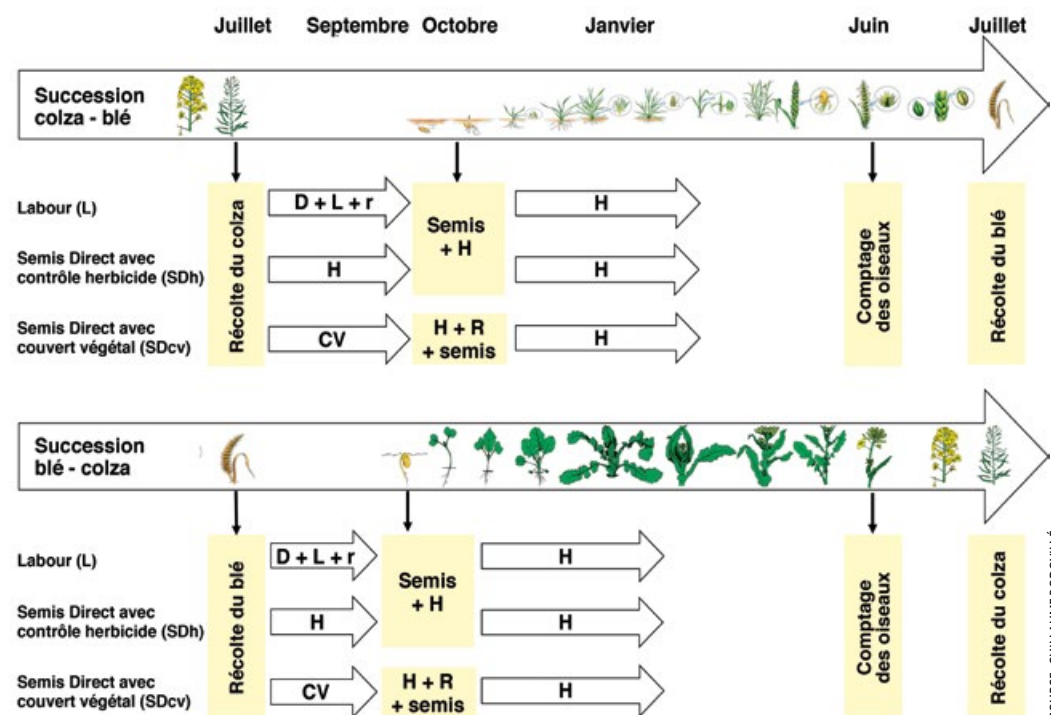 Juillet Septembre Octobre Janvier Juin Juillet
Succession
colza - blé
Labour (L)
Semis Direct avec
contrôle herbicide (SDh)
Semis Direct avec
couvert végétal (SDcv)
Récolte du colza
D + L + r
H
CV
Semis
+ H
H + R
+ semis
H
H
H
Comptage
des oiseaux
Récolte du blé
Succession
blé - colza
Labour (L)
Semis Direct avec
contrôle herbicide (SDh)
Semis Direct avec
couvert végétal (SDcv)
Récolte du blé
D + L + r
H
CV
Semis
+ H
H + R
+ semis
H
H
H
Comptage
des oiseaux
Récolte du colza